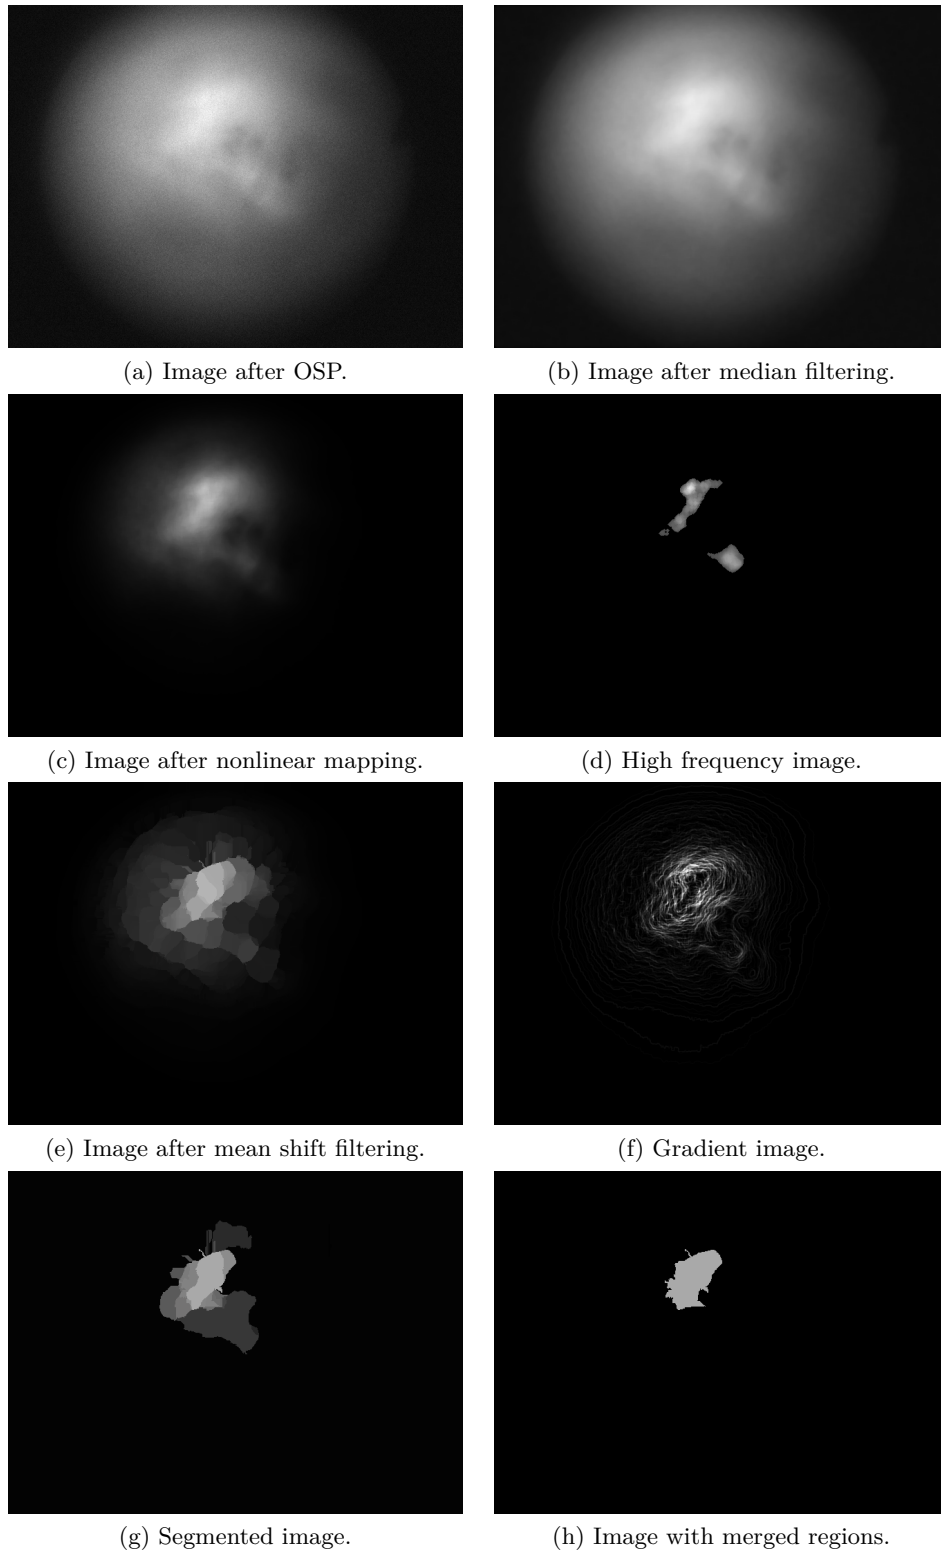 (a) Image after OSP.
(b) Image after median filtering.
(c) Image after nonlinear mapping.
(d) High frequency image.
(e) Image after mean shift filtering.
(f) Gradient image.
(g) Segmented image.
(h) Image with merged regions.